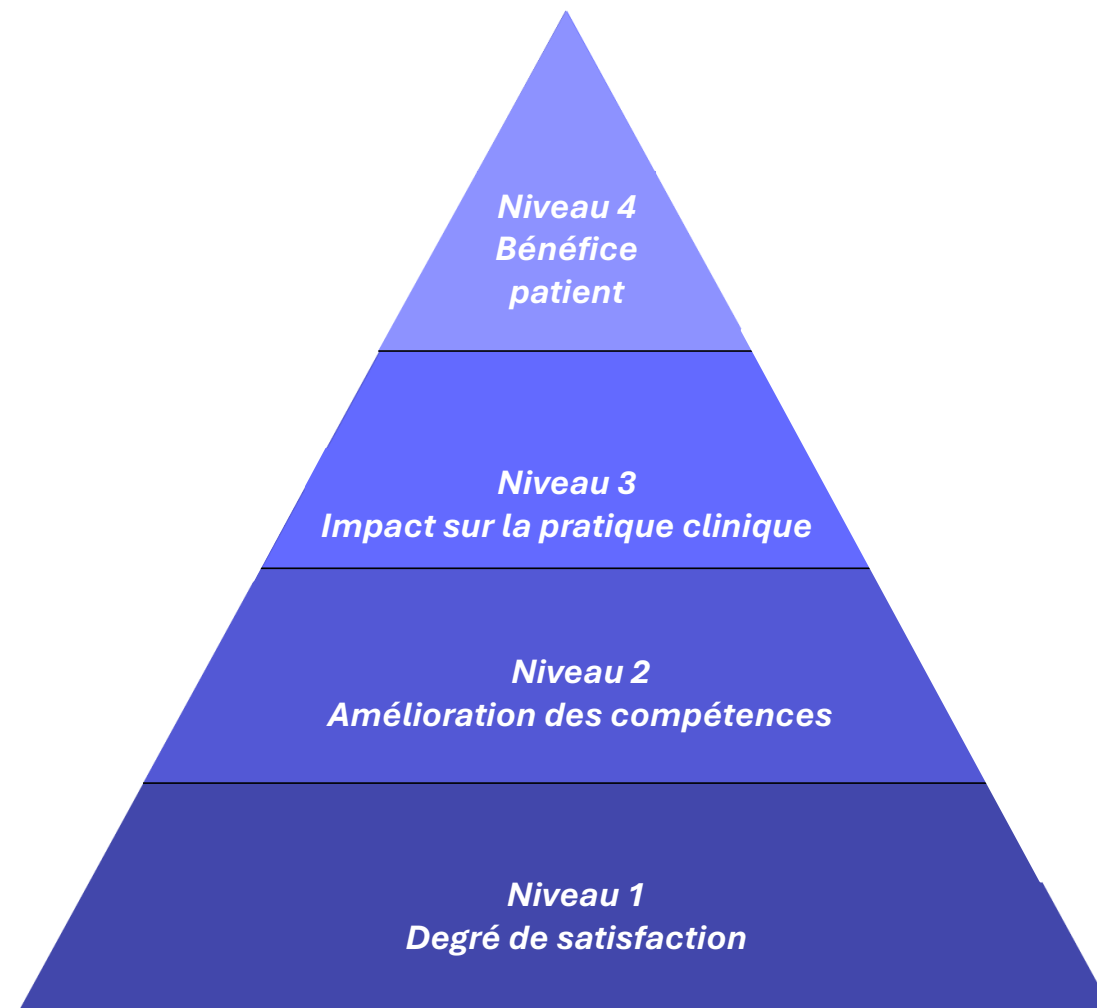 Niveau 4
Bénéfice
patient
Niveau 3
Impact sur la pratique clinique
Niveau 2
Amélioration des compétences
Niveau 1
Degré de satisfaction